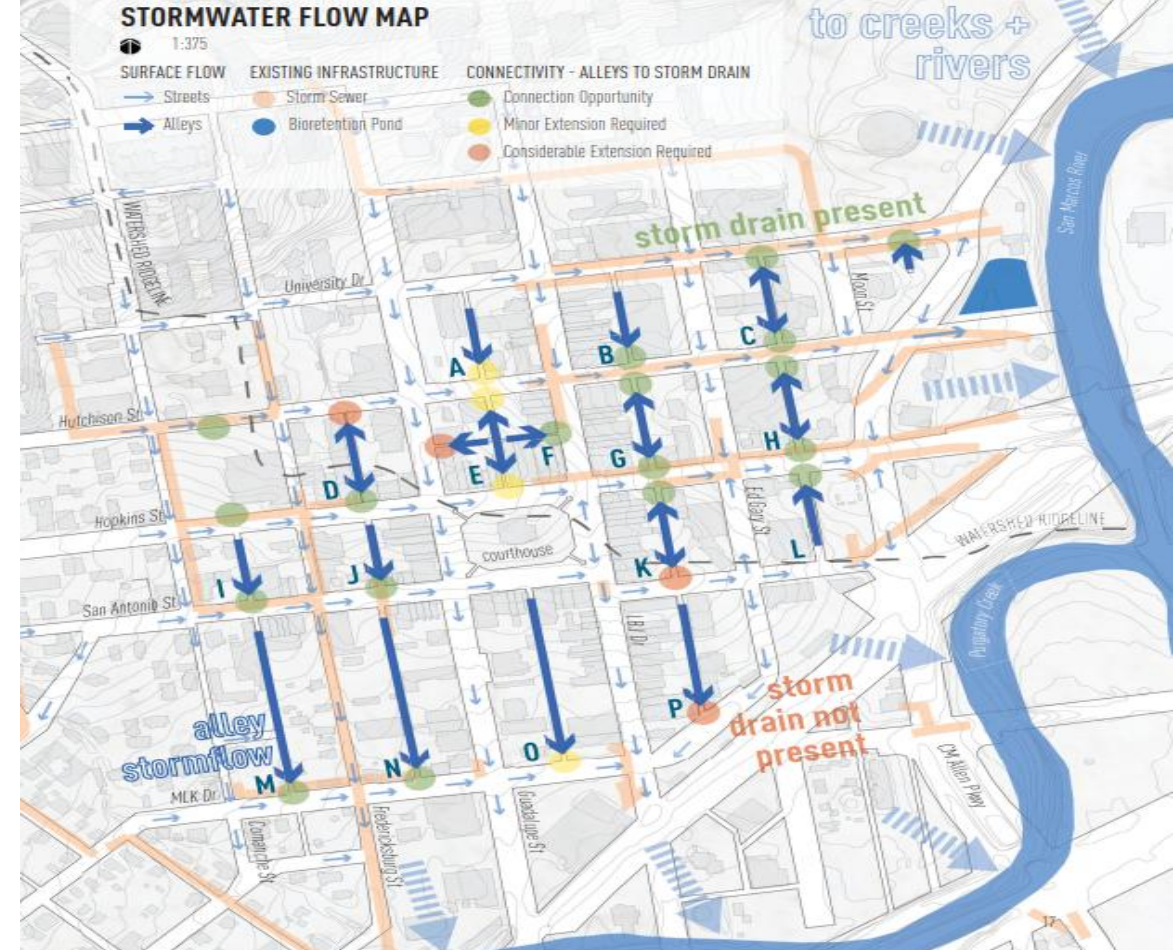 STORMWATER FLOW MAP
1:375
SURFACE FLOW
Streets
Alleys
EXISTING INFRASTRUCTURE
Storm Sewer
Bioretention Pond
CONNECTIVITY - ALLEYS TO STORM DRAIN
Connection Opportunity
Minor Extension Required
Considerable Extension Required
to creeks +
rivers
San Marcos River
WATERSHED RIDGELINE
storm drain present
University Dr
Moon St
A
B
C
Hutchison St
D
E
F
G
H
Hopkins St
Ed Gary St
WATERSHED RIDGELINE
courthouse
I
J
K
L
San Antonio St
LBJ Dr
Purgatory Creek
alley
stormflow
storm
drain not
present
M
N
O
P
MLK Dr
Comanche St
Fredericksburg St
Guadalupe St
CM Allen Pkwy
17